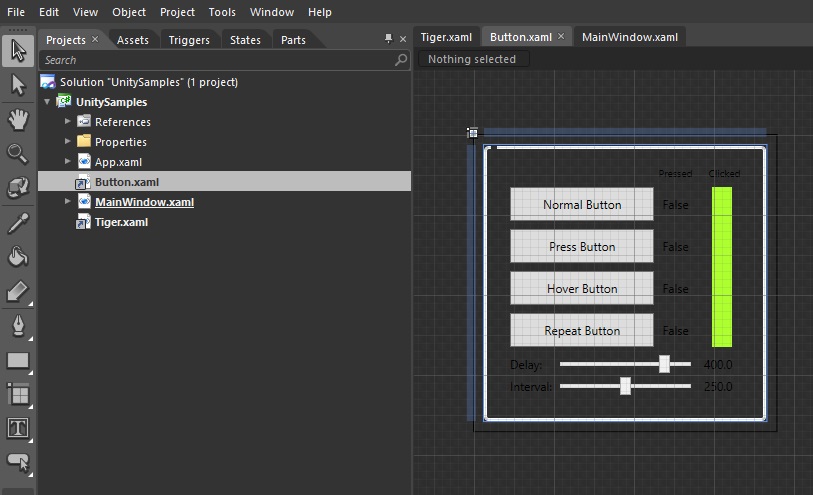 File Edit View Object Project Tools Window Help
Projects Assets Triggers States Parts
Search
Solution "UnitySamples" (1 project)
UnitySamples
References
Properties
App.xaml
Button.xaml
MainWindow.xaml
Tiger.xaml
Tiger.xaml Button.xaml MainWindow.xaml
Nothing selected
Pressed Clicked
Normal Button False
Press Button False
Hover Button False
Repeat Button False
Delay: 400.0
Interval: 250.0